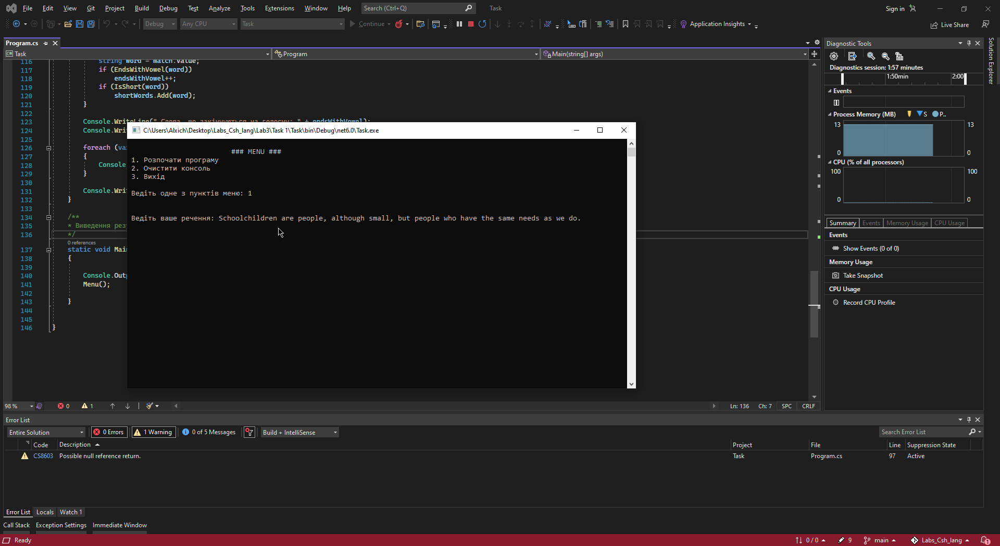 File Edit View Git Project Build Debug Test Analyze Tools Extensions Window Help Search (Ctrl+Q) Task Sign in
Debug Any CPU Task Continue Application Insights Live Share
Program.cs
Task Program Main(string[] args)
116 string word = match.Value;
117 if (EndsWithVowel(word))
118 endsWithVowel++;
119 if (IsShort(word))
120 shortWords.Add(word);
121 }
122
123 Console.WriteLine(" Слова, що закінчуються на голосну: " + endsWithVowel);
124 Console.Wri
125
126 foreach (va
127 {
128 Console
129 }
130
131 Console.Wri
132 }
133
134 /**
135 * Виведення рез
136 */
0 references
137 static void Mai
138 {
139
140 Console.Out
141 Menu();
142
143 }
144
145
146 }
C:\Users\Alxich\Desktop\Labs_Csh_lang\Lab3\Task 1\Task\bin\Debug\net6.0\Task.exe
### MENU ###
1. Розпочати програму
2. Очистити консоль
3. Вихід
Ведіть одне з пунктів меню: 1
Ведіть ваше речення: Schoolchildren are people, although small, but people who have the same needs as we do.
98 % 0 1 Ln: 136 Ch: 7 SPC CRLF
Diagnostic Tools
Diagnostics session: 1:57 minutes
1:50min 2:00
Events
Process Memory (MB) S P..
13 13
0 0
CPU (% of all processors)
100 100
0 0
Summary Events Memory Usage CPU Usage
Events
Show Events (0 of 0)
Memory Usage
Take Snapshot
CPU Usage
Record CPU Profile
Solution Explorer
Error List
Entire Solution 0 Errors 1 Warning 0 of 5 Messages Build + IntelliSense Search Error List
Code Description Project File Line Suppression State
CS8603 Possible null reference return. Task Program.cs 97 Active
Error List Locals Watch 1
Call Stack Exception Settings Immediate Window
Ready 0 / 0 9 main Labs_Csh_lang 1